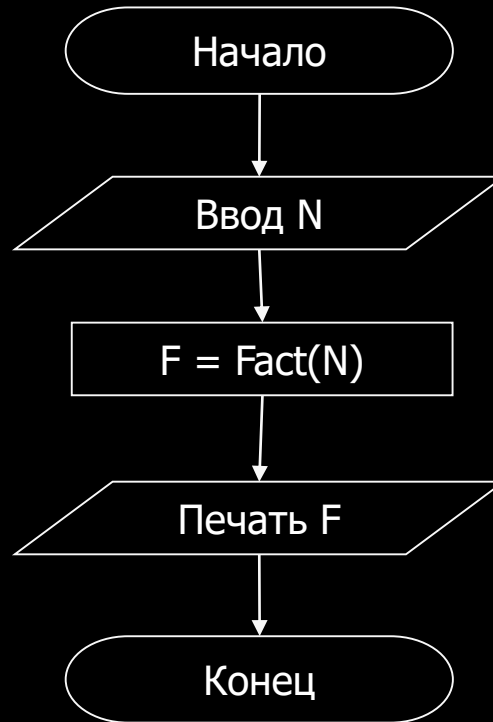 Начало
Ввод N
F = Fact(N)
Печать F
Конец